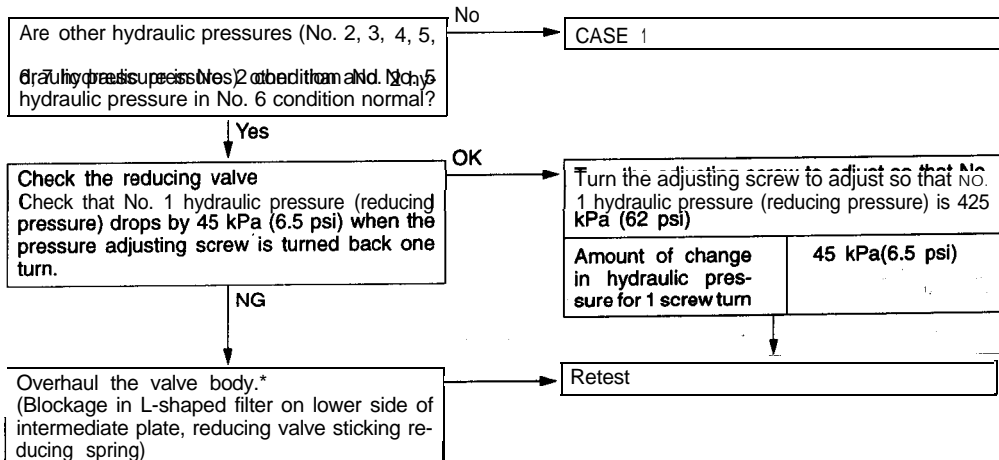 No
Are other hydraulic pressures (No. 2, 3, 4, 5,
hydraulic pressure in No. 6 condition normal?
CASE 1
Yes
OK
Check the reducing valve
Check that No. 1 hydraulic pressure (reducing
pressure) drops by 45 kPa (6.5 psi) when the
pressure adjusting screw is turned back one
turn.
Turn the adjusting screw to adjust so that NO.
1 hydraulic pressure (reducing pressure) is 425
kPa (62 psi)
Amount of change
in hydraulic pres-
sure for 1 screw turn
45 kPa(6.5 psi)
NG
Overhaul the valve body.*
(Blockage in L-shaped filter on lower side of
intermediate plate, reducing valve sticking re-
ducing spring)
Retest